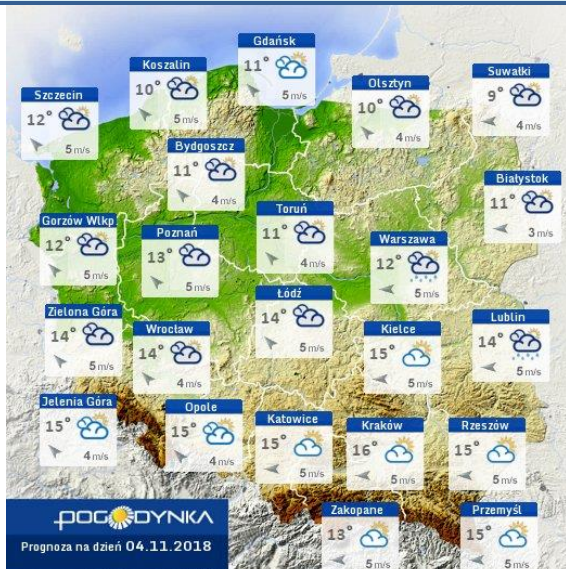 Gdańsk
11°
5 m/s
Koszalin
10°
5 m/s
Suwałki
9°
4 m/s
Olsztyn
10°
4 m/s
Szczecin
12°
5 m/s
Bydgoszcz
11°
4 m/s
Białystok
11°
3 m/s
Toruń
11°
4 m/s
Gorzów Wlkp
12°
5 m/s
Poznań
13°
5 m/s
Warszawa
12°
5 m/s
Łódź
14°
5 m/s
Zielona Góra
14°
5 m/s
Wrocław
14°
4 m/s
Kielce
15°
5 m/s
Lublin
14°
5 m/s
Jelenia Góra
15°
4 m/s
Opole
15°
4 m/s
Katowice
15°
5 m/s
Kraków
16°
5 m/s
Rzeszów
15°
5 m/s
Zakopane
13°
5 m/s
Przemyśl
15°
5 m/s
POGODYNKA
Prognoza na dzień 04.11.2018